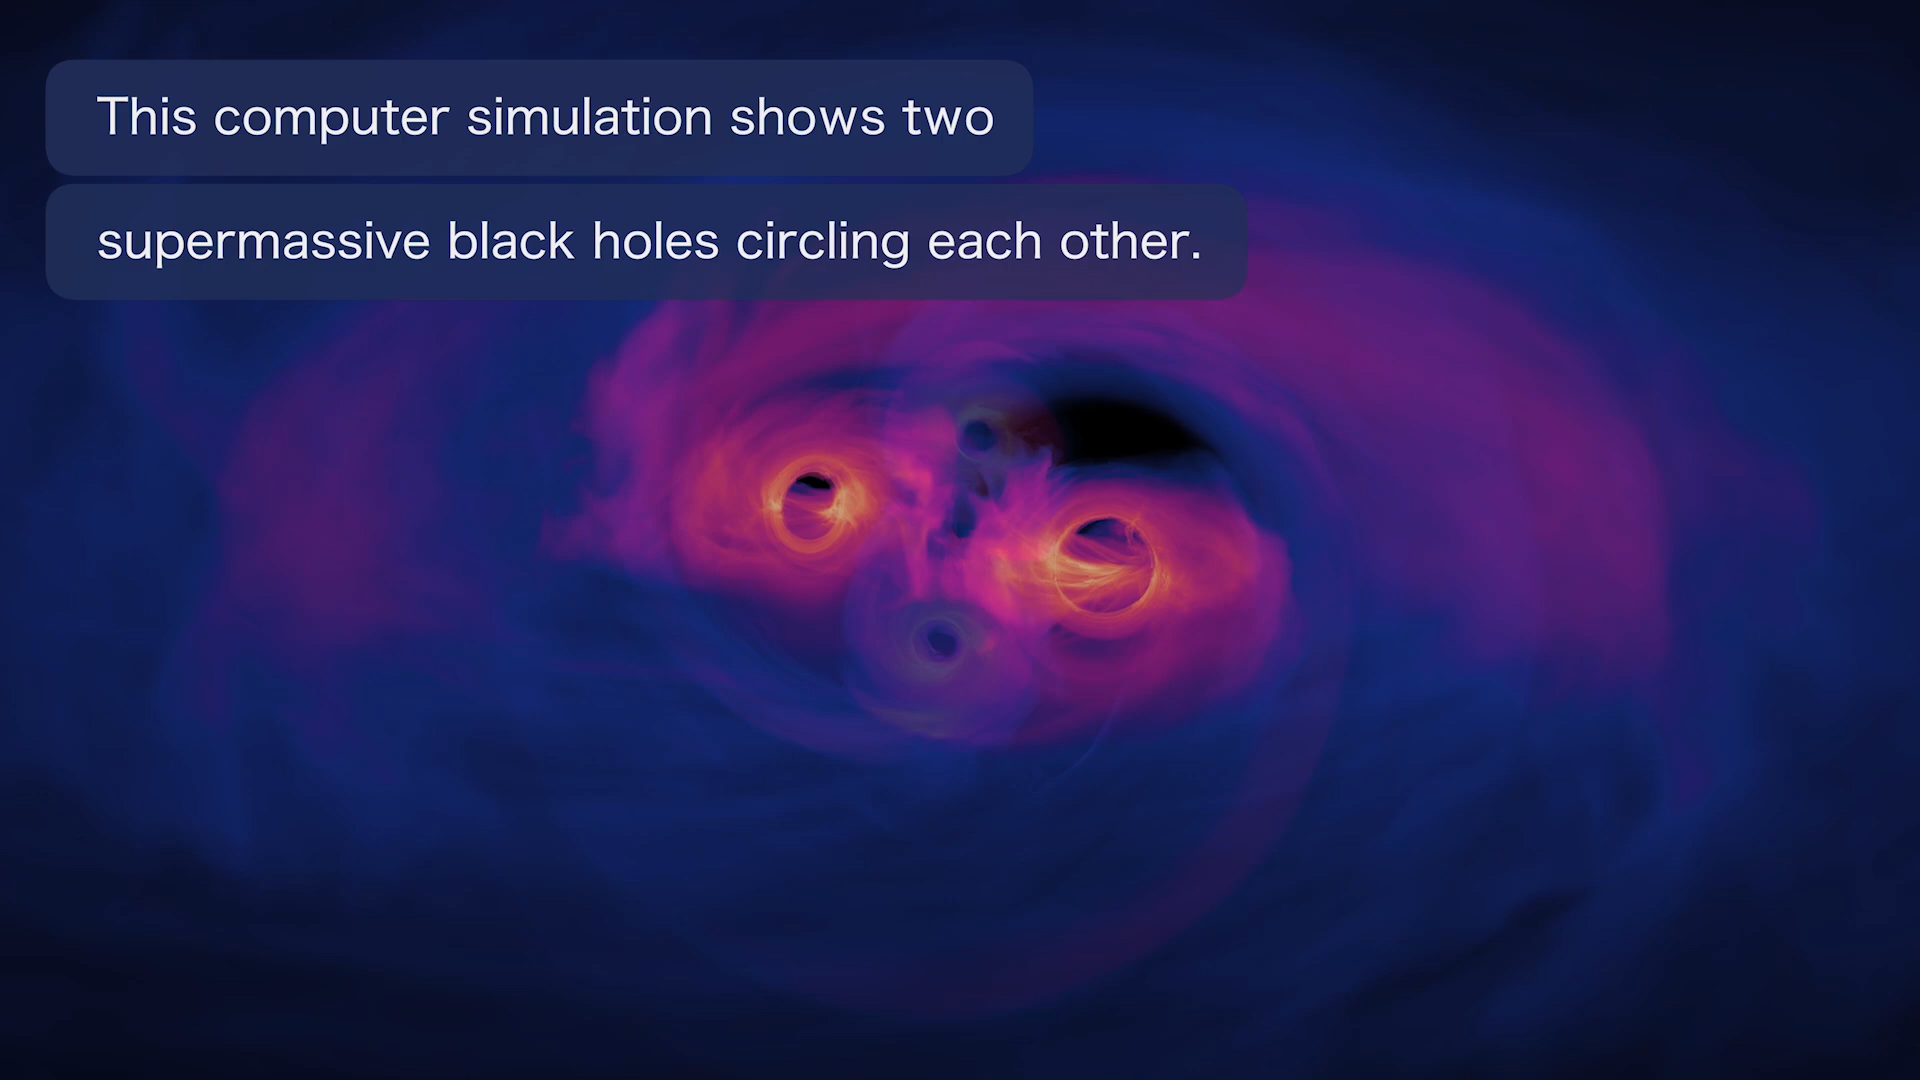 This computer simulation shows two
supermassive black holes circling each other.